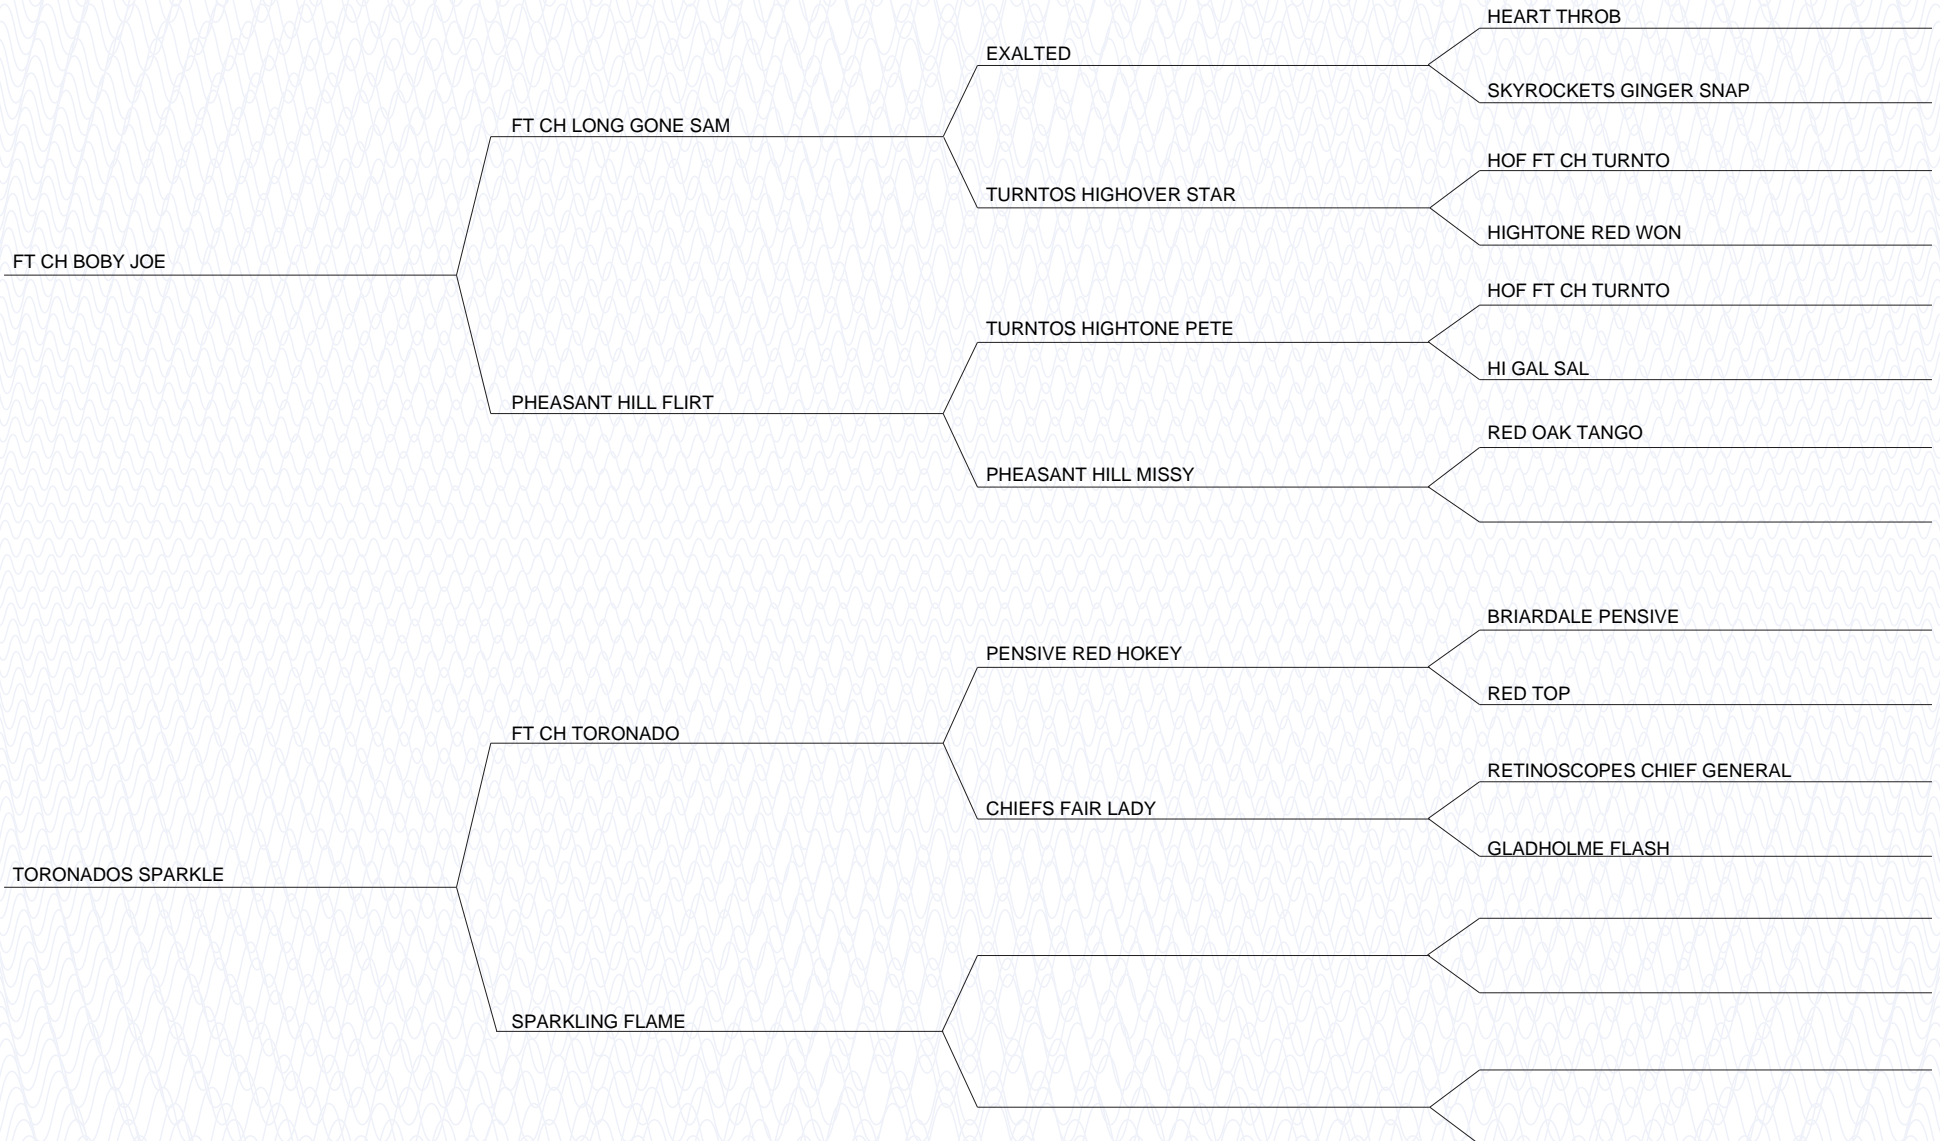 HEART THROB
EXALTED
SKYROCKETS GINGER SNAP
FT CH LONG GONE SAM
HOF FT CH TURNTO
TURNTOS HIGHOVER STAR
HIGHTONE RED WON
FT CH BOBY JOE
HOF FT CH TURNTO
TURNTOS HIGHTONE PETE
HI GAL SAL
PHEASANT HILL FLIRT
RED OAK TANGO
PHEASANT HILL MISSY
BRIARDALE PENSIVE
PENSIVE RED HOKEY
RED TOP
FT CH TORONADO
RETINOSCOPES CHIEF GENERAL
CHIEFS FAIR LADY
GLADHOLME FLASH
TORONADOS SPARKLE
SPARKLING FLAME